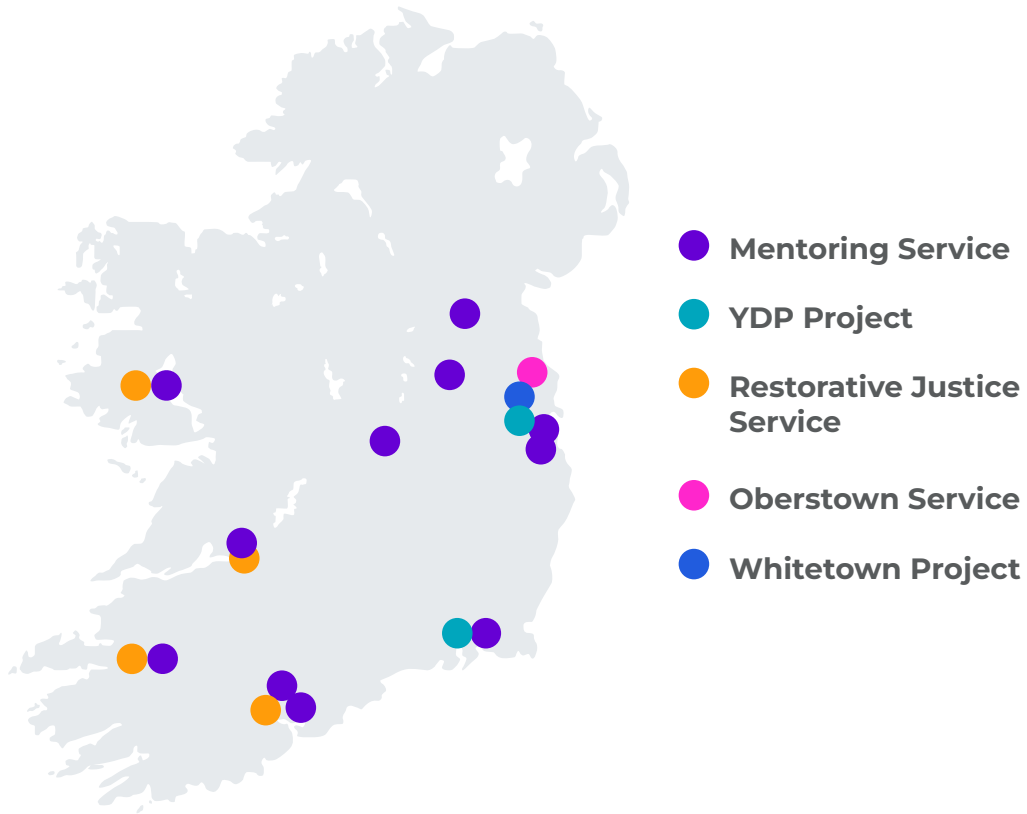 Mentoring Service
YDP Project
Restorative Justice
Service
Oberstown Service
Whitetown Project